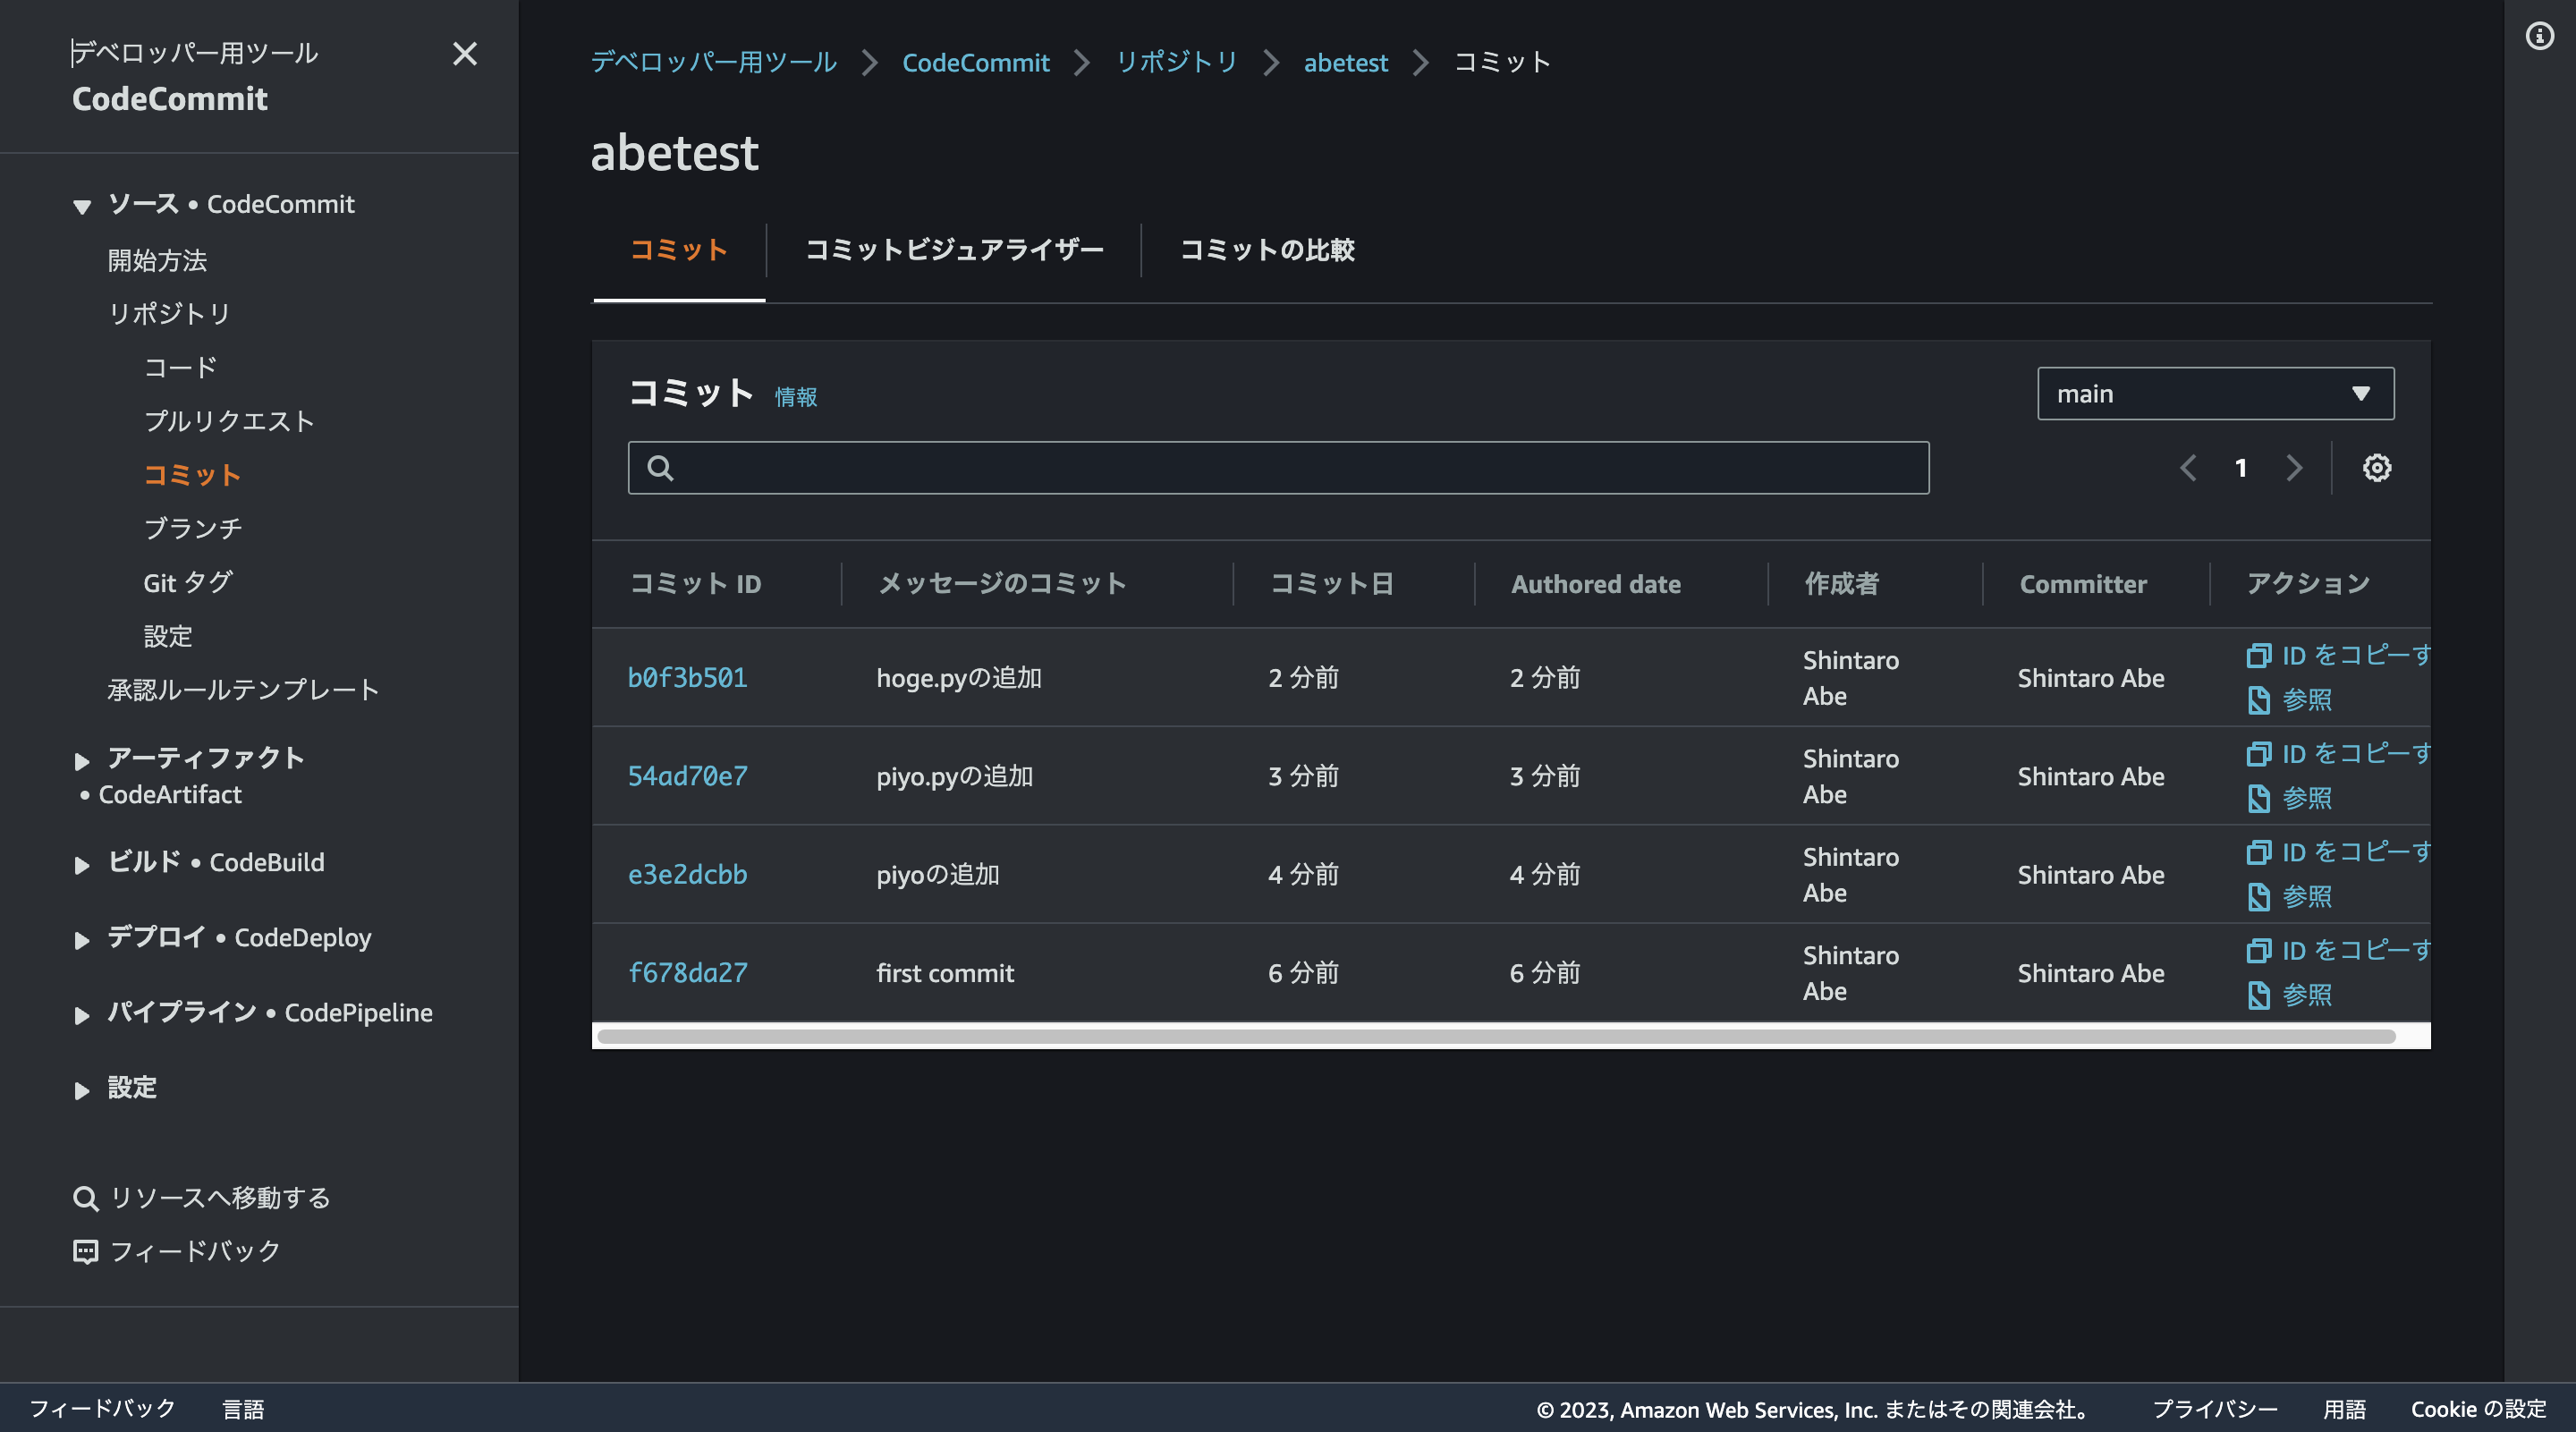 デベロッパー用ツール
CodeCommit
ソース • CodeCommit
開始方法
リポジトリ
コード
プルリクエスト
コミット
ブランチ
Git タグ
設定
承認ルールテンプレート
アーティファクト
• CodeArtifact
ビルド • CodeBuild
デプロイ • CodeDeploy
パイプライン • CodePipeline
設定
リソースへ移動する
フィードバック
デベロッパー用ツール CodeCommit リポジトリ abetest コミット
abetest
コミット コミットビジュアライザー コミットの比較
コミット 情報
main
1
コミット ID メッセージのコミット コミット日 Authored date 作成者 Committer アクション
b0f3b501 hoge.pyの追加 2 分前 2 分前 Shintaro Abe Shintaro Abe ID をコピーす
参照
54ad70e7 piyo.pyの追加 3 分前 3 分前 Shintaro Abe Shintaro Abe ID をコピーす
参照
e3e2dcbb piyoの追加 4 分前 4 分前 Shintaro Abe Shintaro Abe ID をコピーす
参照
f678da27 first commit 6 分前 6 分前 Shintaro Abe Shintaro Abe ID をコピーす
参照
フィードバック 言語 © 2023, Amazon Web Services, Inc. またはその関連会社。 プライバシー 用語 Cookie の設定